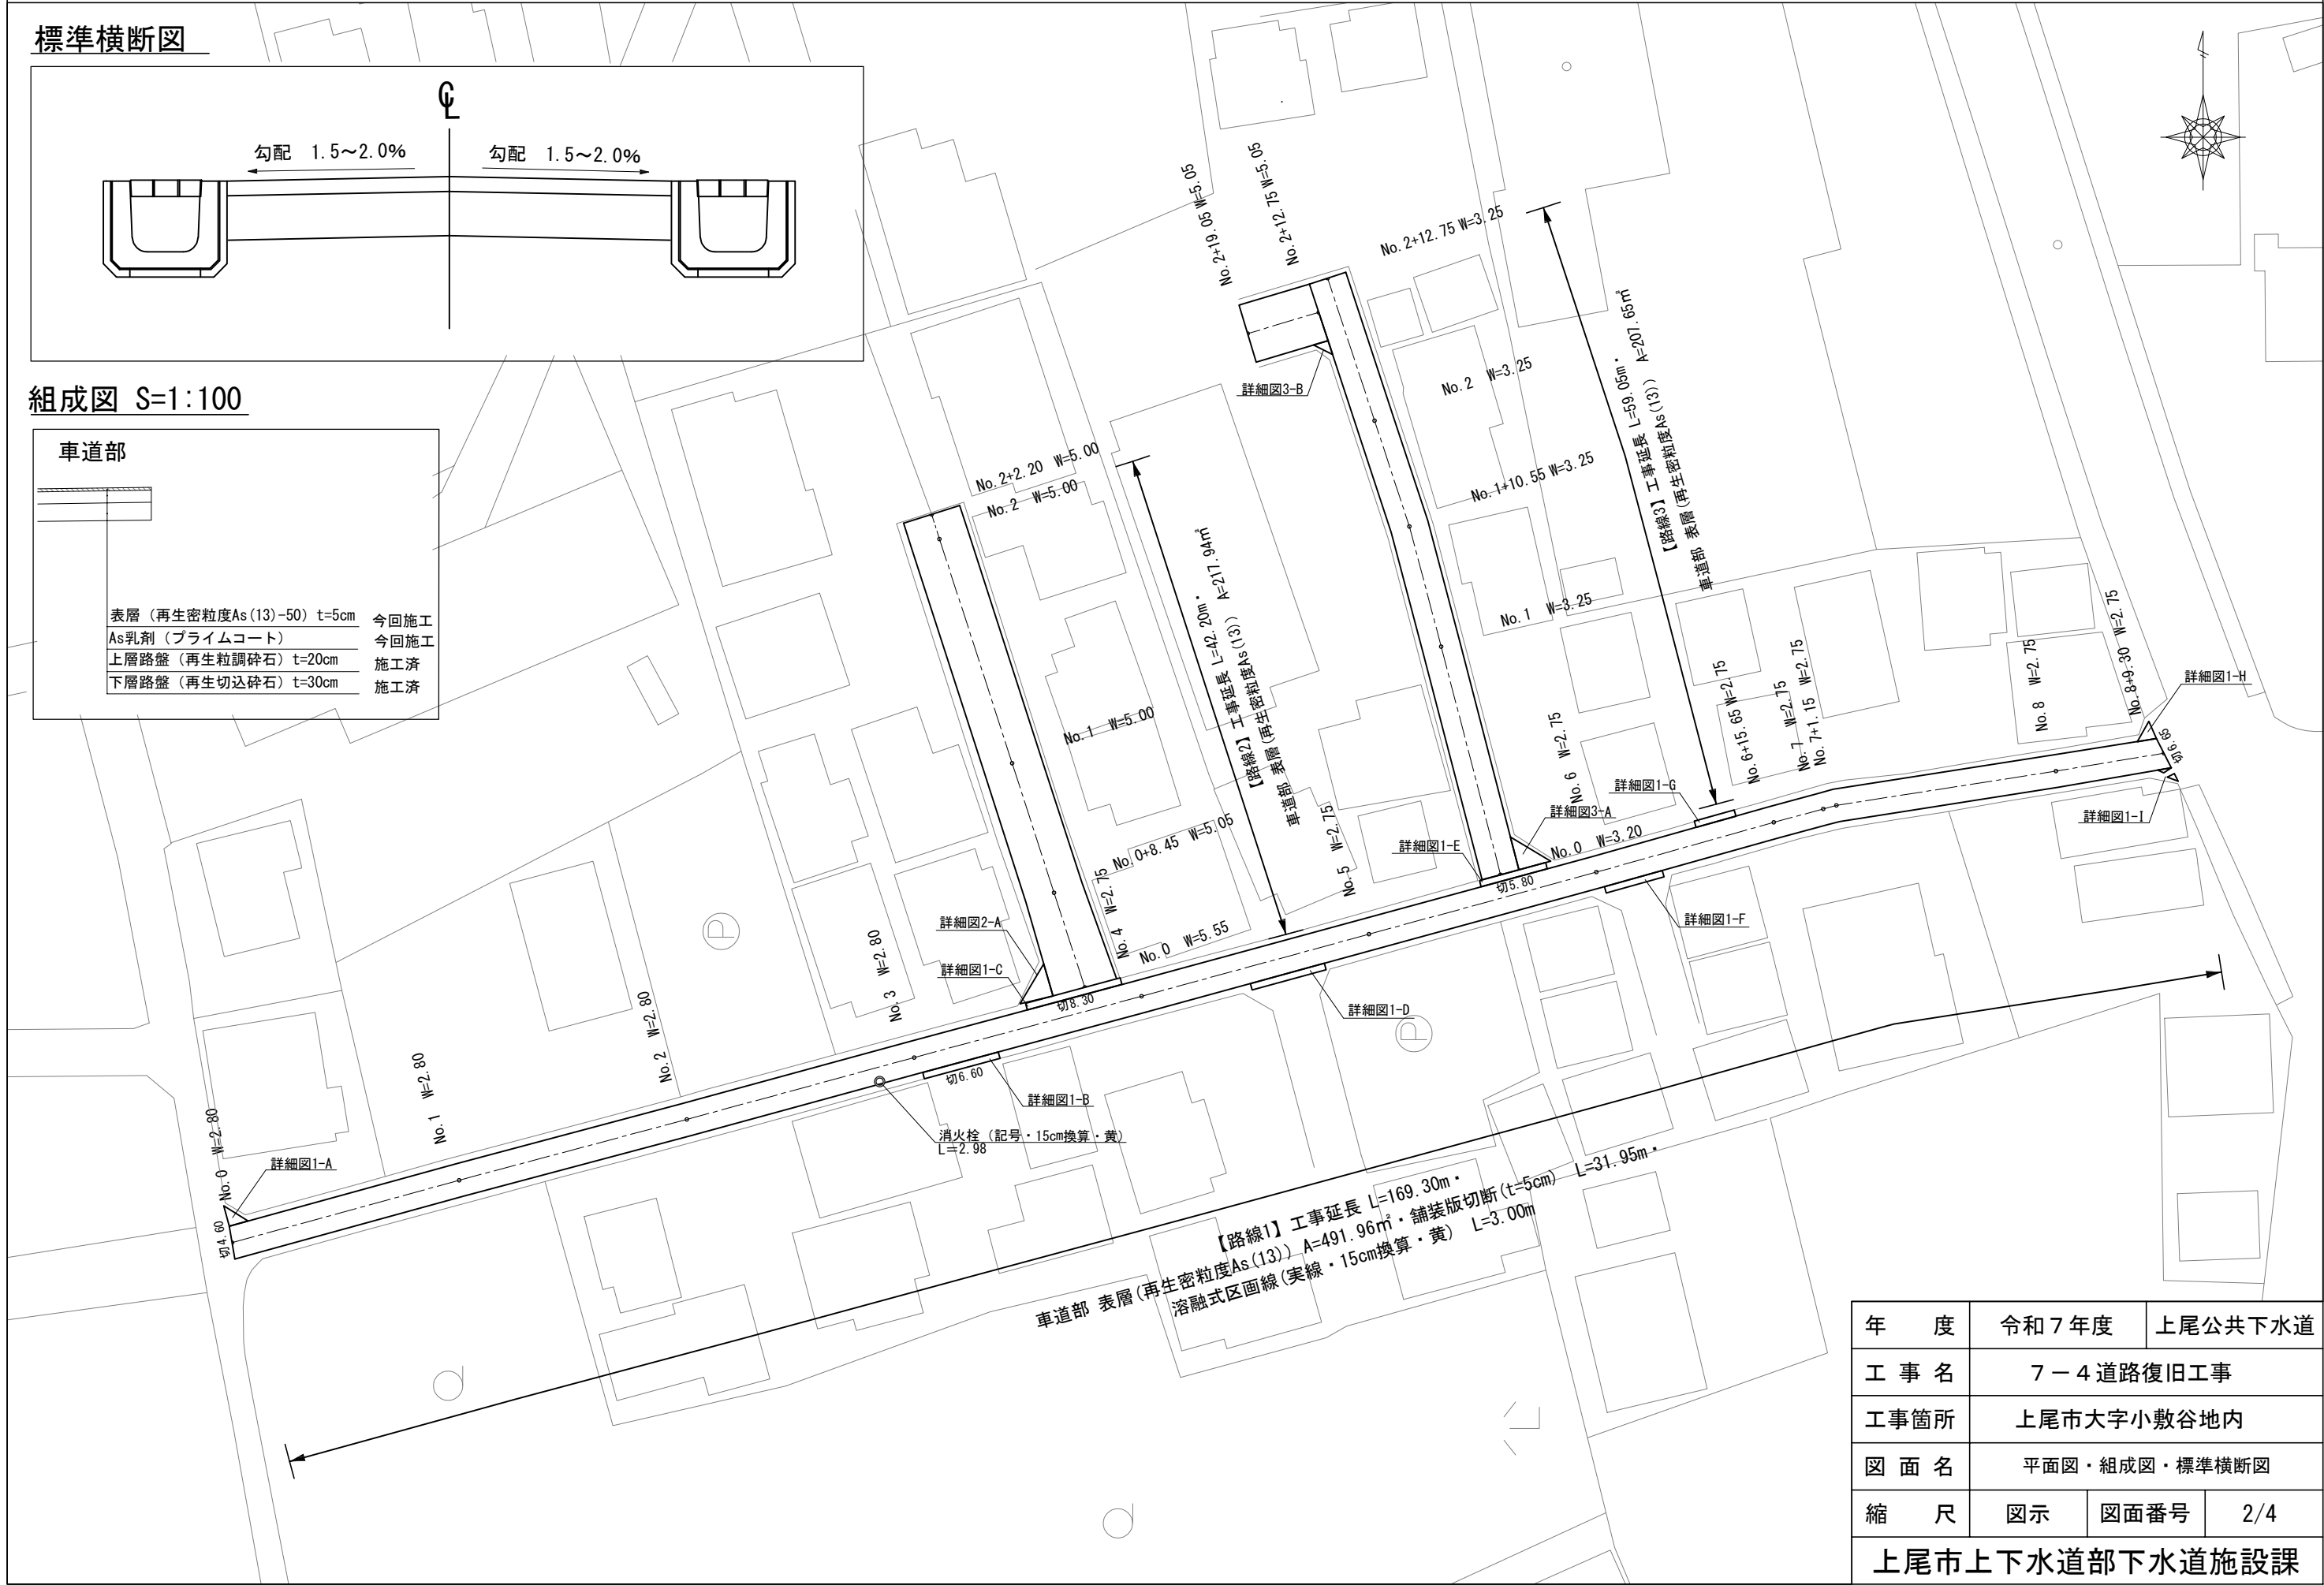 標準横断図
℄
勾配 1.5～2.0%
勾配 1.5～2.0%
組成図 S=1:100
車道部
表層（再生密粒度As(13)-50）t=5cm 今回施工
As乳剤（プライムコート） 今回施工
上層路盤（再生粒調砕石）t=20cm 施工済
下層路盤（再生切込砕石）t=30cm 施工済
No.2+19.05 W=5.05
No.2+12.75 W=5.05
No.2+12.75 W=3.25
詳細図3-B
No.2 W=3.25
No.1+10.55 W=3.25
No.1 W=3.25
【路線3】工事延長 L=59.05m・
車道部 表層(再生密粒度As(13)) A=207.65㎡
No.2+2.20 W=5.00
No.2 W=5.00
No.1 W=5.00
No.0+8.45 W=5.05
No.0 W=5.55
【路線2】工事延長 L=42.20m・
車道部 表層(再生密粒度As(13)) A=217.94㎡
No.0 W=2.80
No.1 W=2.80
No.2 W=2.80
No.3 W=2.80
No.4 W=2.75
No.5 W=2.75
No.6 W=2.75
No.6+15.65 W=2.75
No.7 W=2.75
No.7+1.15 W=2.75
No.8 W=2.75
No.8+9.30 W=2.75
No.0 W=3.20
詳細図1-H
切6.65
詳細図1-I
詳細図1-G
詳細図3-A
詳細図1-E
切5.80
詳細図1-F
詳細図2-A
詳細図1-C
切8.30
詳細図1-D
P
P
切6.60
詳細図1-B
消火栓（記号・15cm換算・黄）
L=2.98
詳細図1-A
切4.60
【路線1】工事延長 L=169.30m・
車道部 表層(再生密粒度As(13)) A=491.96㎡・舗装版切断(t=5cm) L=31.95m・
溶融式区画線(実線・15cm換算・黄) L=3.00m
年 度 令和７年度 上尾公共下水道
工 事 名 ７－４道路復旧工事
工事箇所 上尾市大字小敷谷地内
図 面 名 平面図・組成図・標準横断図
縮 尺 図示 図面番号 2/4
上尾市上下水道部下水道施設課